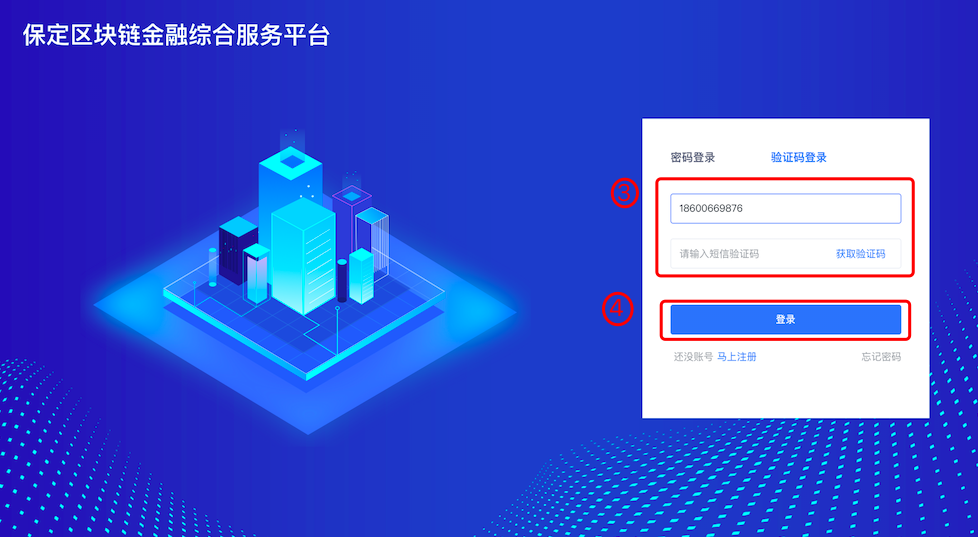 保定区块链金融综合服务平台
密码登录 验证码登录
③
18600669876
请输入短信验证码 获取验证码
④
登录
还没账号 马上注册 忘记密码